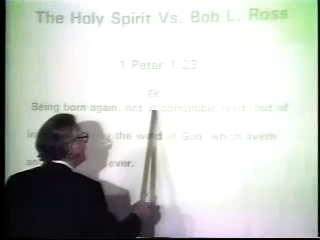 The Holy Spirit Vs. Bob L. Ross
1 Peter 1:23
EK
Being born again, not of corruptible seed, but of
the word of God, which liveth
ever.